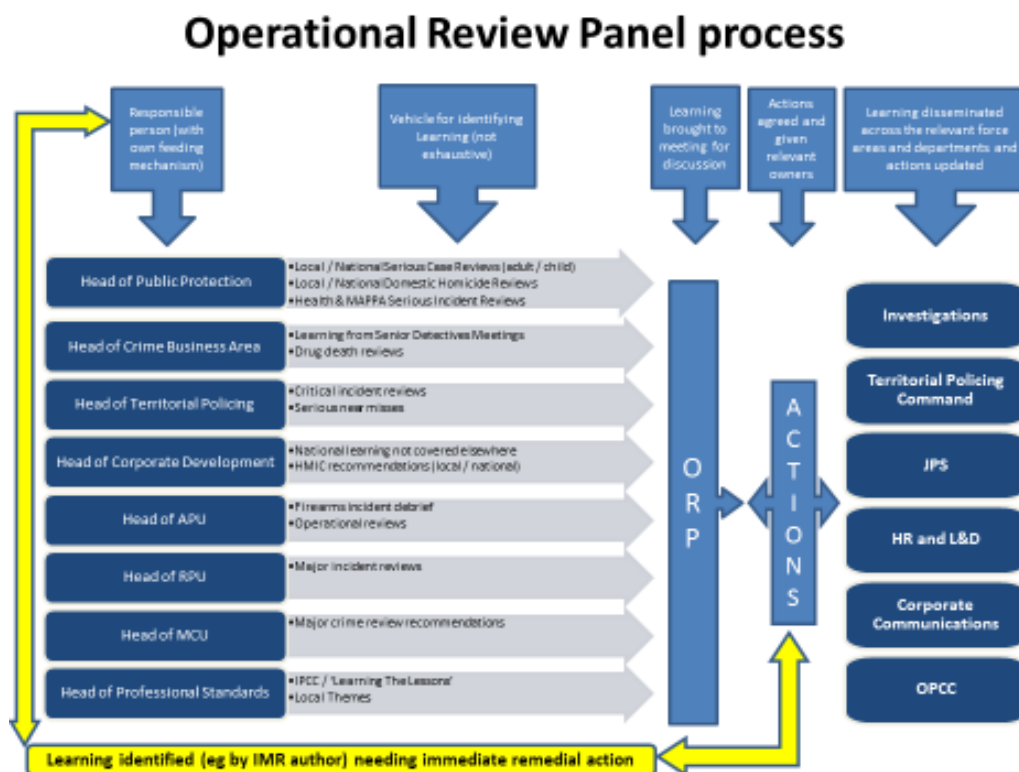 Operational Review Panel process
Responsible
person (with
own feeding
mechanism)
Vehicle for identifying
Learning (not
exhaustive)
Learning
brought to
meeting for
discussion
Actions
agreed and
given
relevant
owners
Learning disseminated
across the relevant force
areas and departments and
actions updated
Head of Public Protection
•Local / National Serious Case Reviews (adult / child)
•Local / National Domestic Homicide Reviews
•Health & MAPPA Serious Incident Reviews
Head of Crime Business Area
•Learning from Senior Detectives Meetings
•Drug death reviews
Head of Territorial Policing
•Critical incident reviews
•Serious near misses
Head of Corporate Development
•National learning not covered elsewhere
•HMIC recommendations (local / national)
Head of APU
•Firearms incident debrief
•Operational reviews
Head of RPU
•Major incident reviews
Head of MCU
•Major crime review recommendations
Head of Professional Standards
•IPCC / 'Learning The Lessons'
•Local Themes
ORP
ACTIONS
Investigations
Territorial Policing
Command
JPS
HR and L&D
Corporate
Communications
OPCC
Learning identified (eg by IMR author) needing immediate remedial action